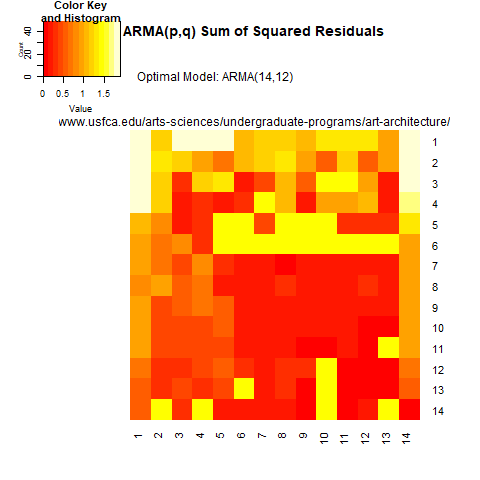 Color Key
and Histogram
ARMA(p,q) Sum of Squared Residuals
Count
0 20 40
0 0.5 1 1.5
Value
Optimal Model: ARMA(14,12)
www.usfca.edu/arts-sciences/undergraduate-programs/art-architecture/
1
2
3
4
5
6
7
8
9
10
11
12
13
14
1 2 3 4 5 6 7 8 9 10 11 12 13 14